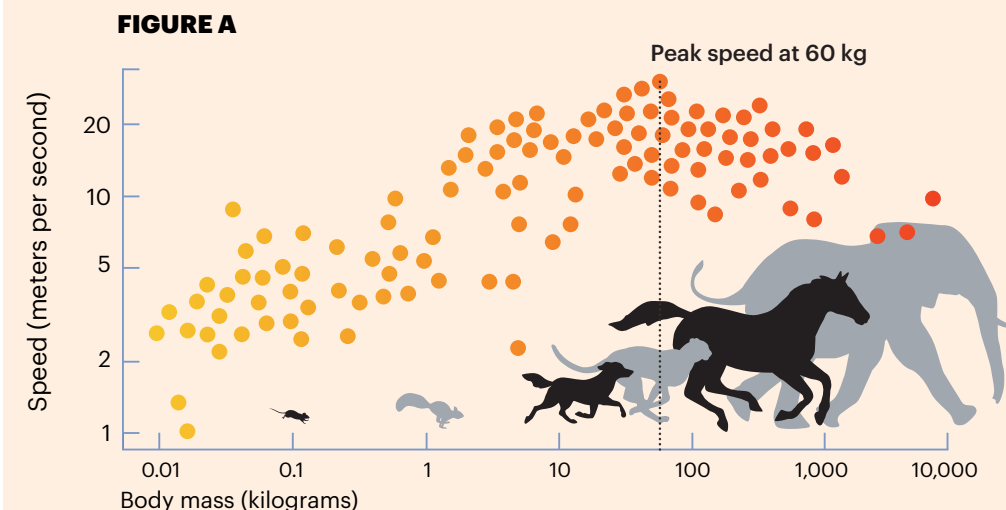 FIGURE A
Peak speed at 60 kg
Speed (meters per second)
20
10
5
2
1
0.01 0.1 1 10 100 1,000 10,000
Body mass (kilograms)